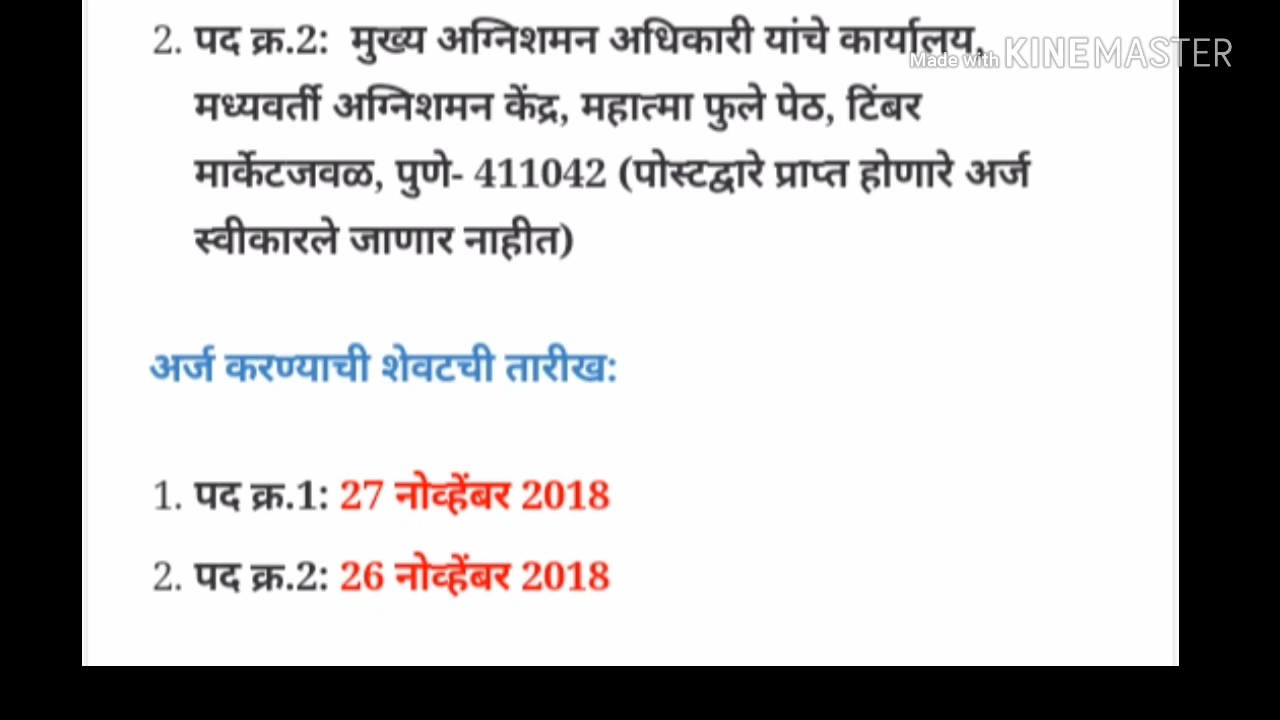 2. पद क्र.2: मुख्य अग्निशमन अधिकारी यांचे कार्यालय,
Made with KINEMASTER
मध्यवर्ती अग्निशमन केंद्र, महात्मा फुले पेठ, टिंबर
मार्केटजवळ, पुणे- 411042 (पोस्टद्वारे प्राप्त होणारे अर्ज
स्वीकारले जाणार नाहीत)
अर्ज करण्याची शेवटची तारीख:
1. पद क्र.1: 27 नोव्हेंबर 2018
2. पद क्र.2: 26 नोव्हेंबर 2018